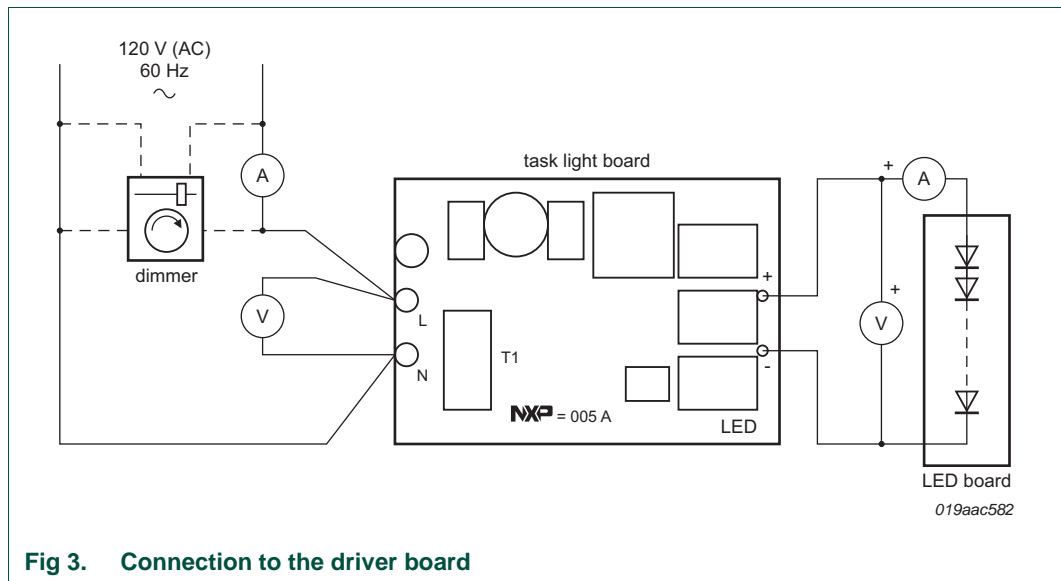 120 V (AC)
60 Hz
A
dimmer
V
task light board
L
N
T1
NXP = 005 A
+
-
LED
+
A
+
V
LED board
019aac582
Fig 3. Connection to the driver board